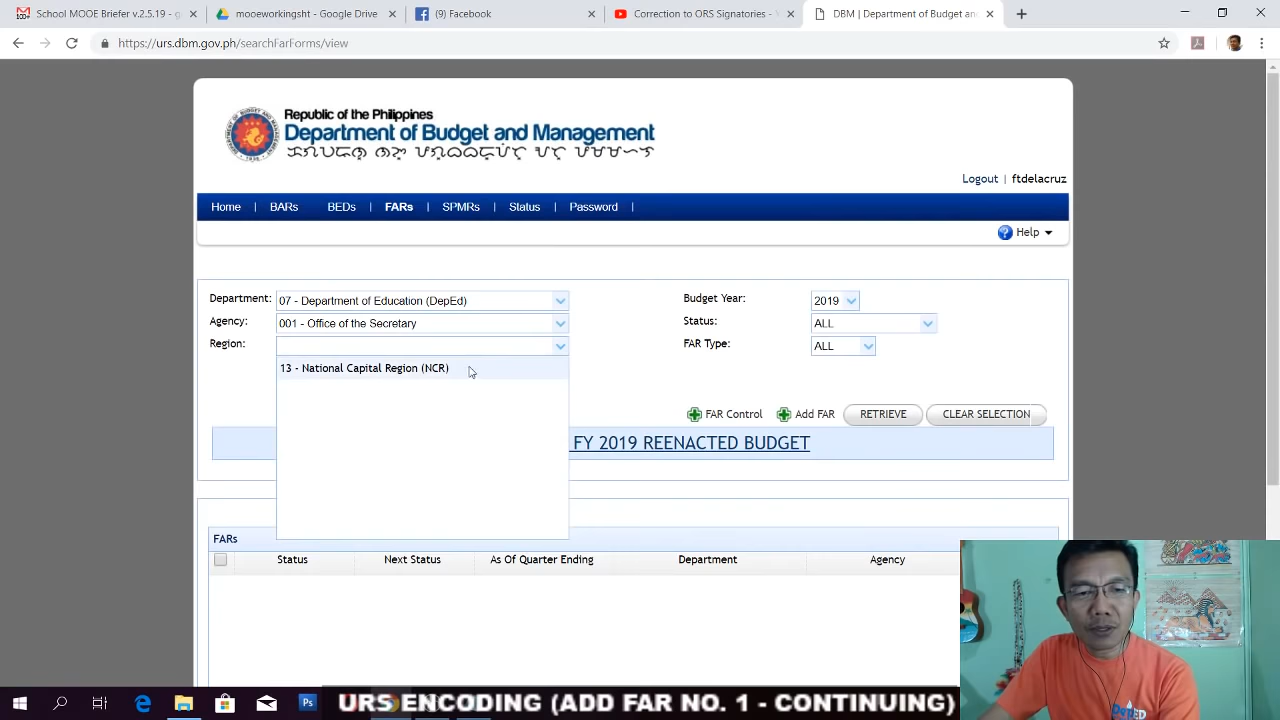 School MOOE Briefer v.2.5.19 - g
mooeworkingsht - Google Drive
(9) Facebook
Correction to ORS Signatories - Y
DBM | Department of Budget an
https://urs.dbm.gov.ph/searchFarForms/view
Republic of the Philippines
Department of Budget and Management
Logout | ftdelacruz
Home | BARs | BEDs | FARs | SPMRs | Status | Password |
Help
Department: 07 - Department of Education (DepEd)
Budget Year: 2019
Agency: 001 - Office of the Secretary
Status: ALL
Region:
FAR Type: ALL
13 - National Capital Region (NCR)
FAR Control
Add FAR
RETRIEVE
CLEAR SELECTION
FY 2019 REENACTED BUDGET
FARs
Status
Next Status
As Of Quarter Ending
Department
Agency
URS ENCODING (ADD FAR NO. 1 - CONTINUING)